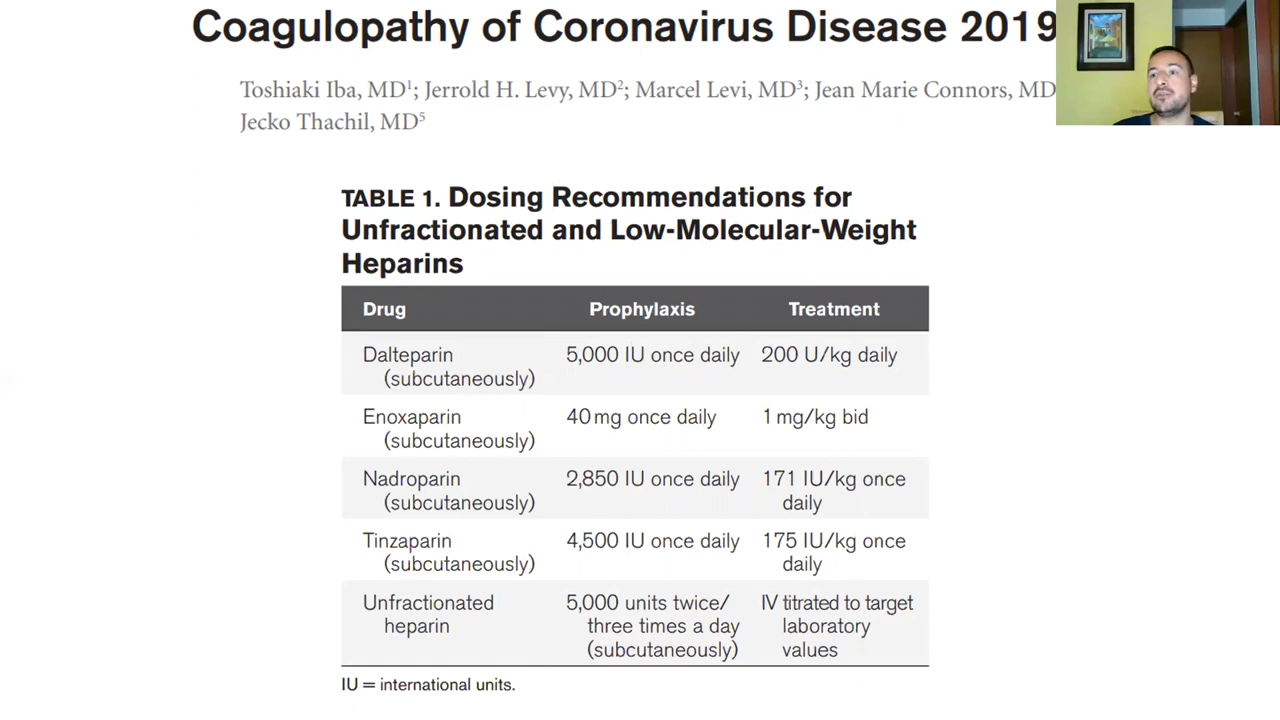 Coagulopathy of Coronavirus Disease 2019
Toshiaki Iba, MD1; Jerrold H. Levy, MD2; Marcel Levi, MD3; Jean Marie Connors, MD
Jecko Thachil, MD5
TABLE 1. Dosing Recommendations for
Unfractionated and Low-Molecular-Weight
Heparins
Drug Prophylaxis Treatment
Dalteparin 5,000 IU once daily 200 U/kg daily
(subcutaneously)
Enoxaparin 40 mg once daily 1 mg/kg bid
(subcutaneously)
Nadroparin 2,850 IU once daily 171 IU/kg once
(subcutaneously) daily
Tinzaparin 4,500 IU once daily 175 IU/kg once
(subcutaneously) daily
Unfractionated 5,000 units twice/ IV titrated to target
heparin three times a day laboratory
(subcutaneously) values
IU = international units.